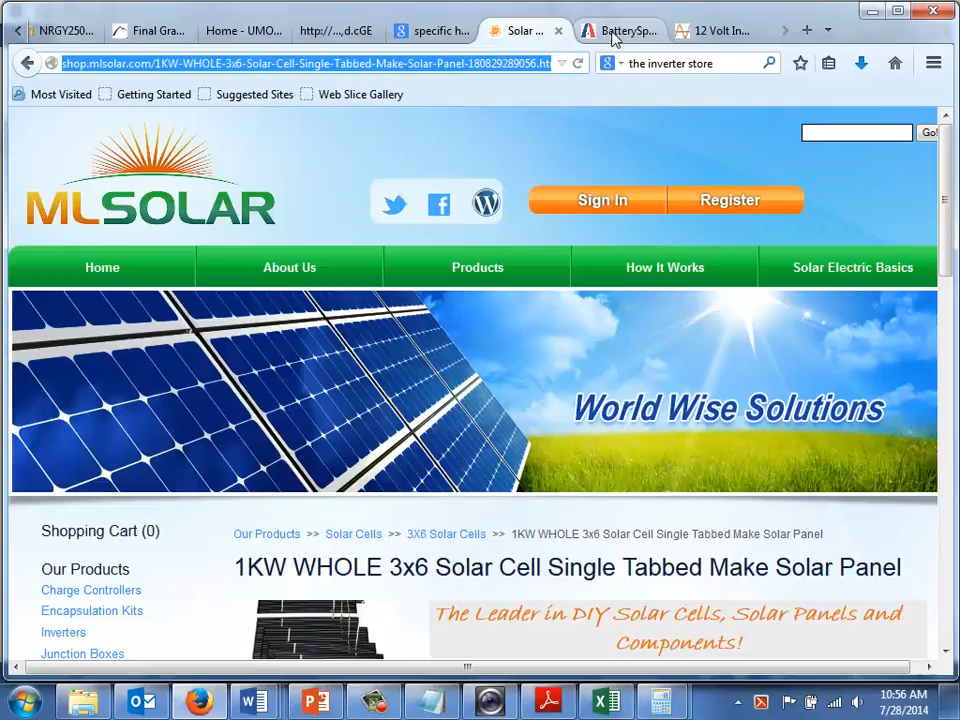 NRGY250... Final Gra... Home - UMO... http://...,d.cGE specific h... Solar ... BatterySp... 12 Volt In...
shop.mlsolar.com/1KW-WHOLE-3x6-Solar-Cell-Single-Tabbed-Make-Solar-Panel-180829289056.ht the inverter store
Most Visited Getting Started Suggested Sites Web Slice Gallery
Go!
MLSOLAR
Sign In Register
Home About Us Products How It Works Solar Electric Basics
World Wise Solutions
Shopping Cart (0)
Our Products >> Solar Cells >> 3X6 Solar Cells >> 1KW WHOLE 3x6 Solar Cell Single Tabbed Make Solar Panel
1KW WHOLE 3x6 Solar Cell Single Tabbed Make Solar Panel
Our Products
Charge Controllers
Encapsulation Kits
Inverters
Junction Boxes
The Leader in DIY Solar Cells, Solar Panels and
Components!
10:56 AM
7/28/2014